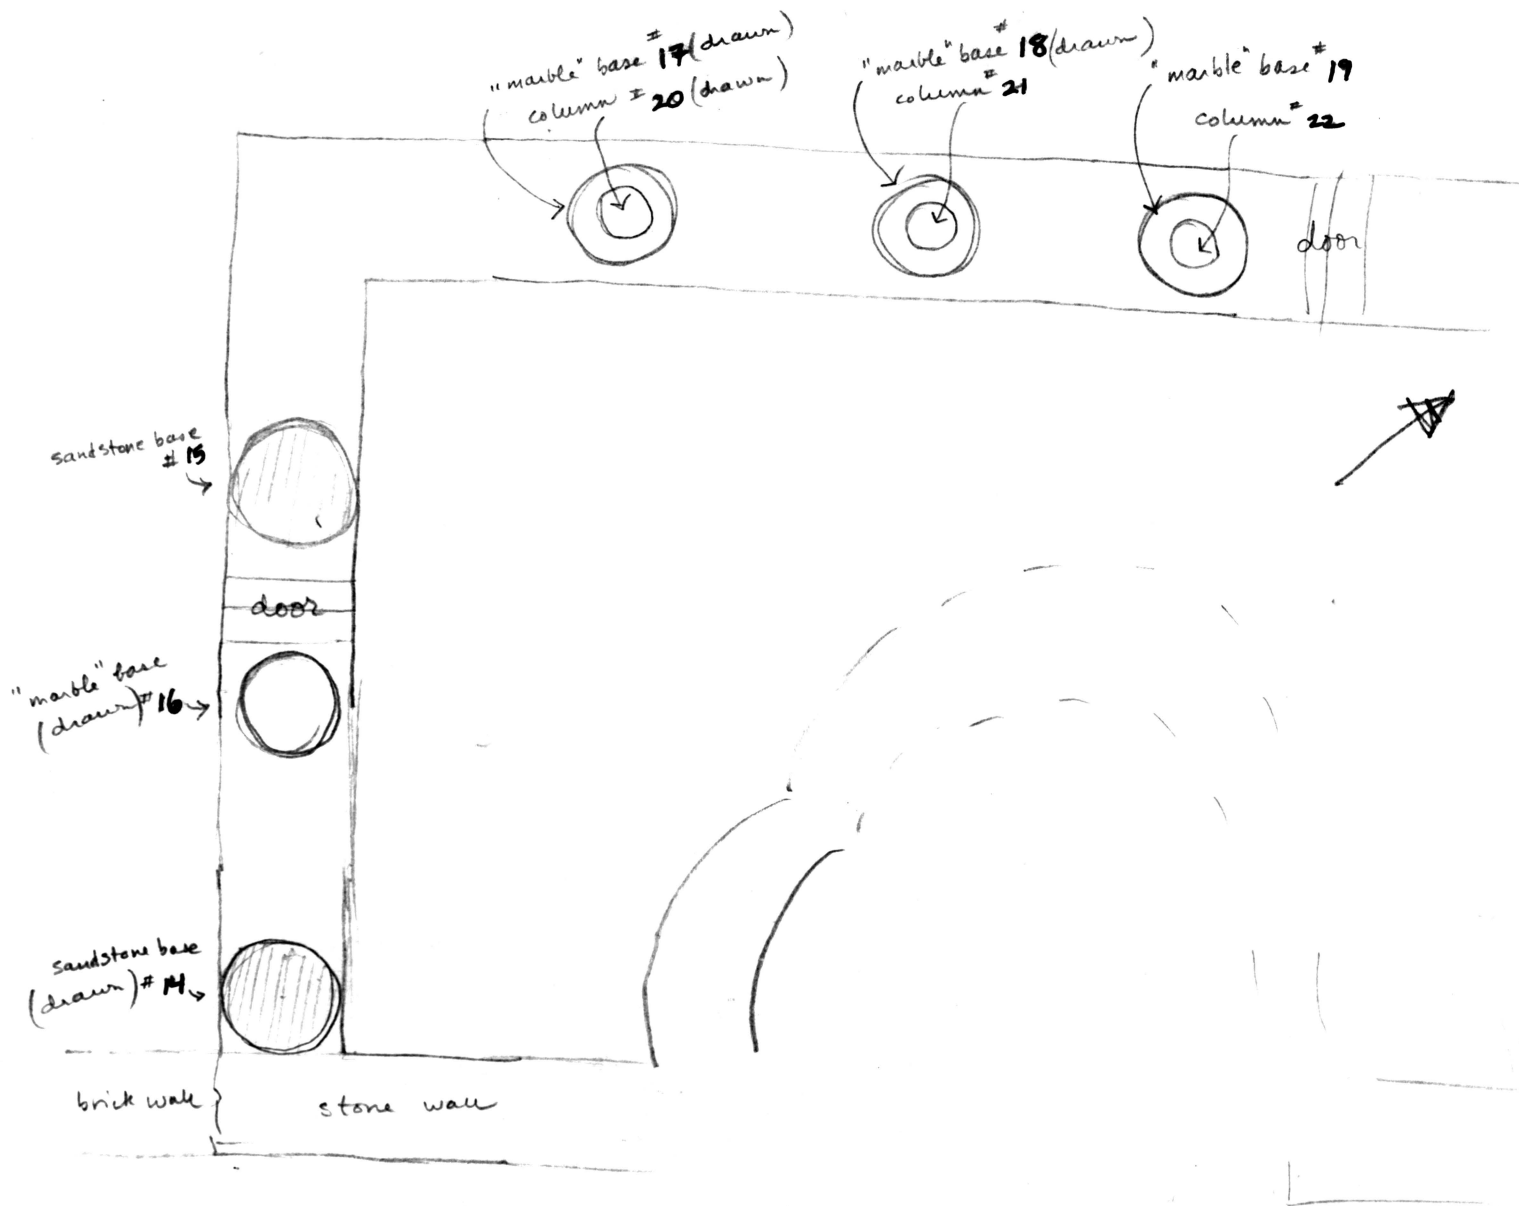 "marble" base # 17 (drawn)
column # 20 (drawn)
"marble" base # 18 (drawn)
column # 21
"marble" base # 19
column # 22
door
sandstone base
# 15
door
"marble" base
(drawn) # 16
sandstone base
(drawn) # 14
brick wall
stone wall